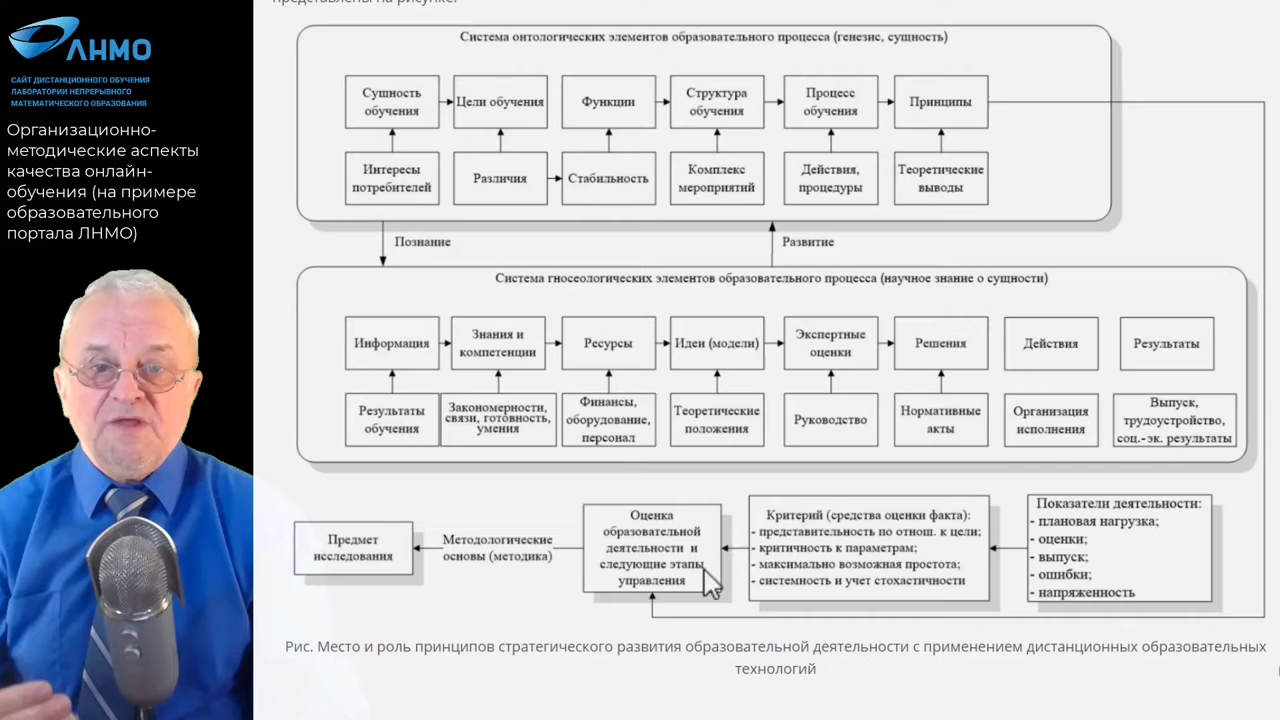 представлены на рисунке.
ЛНМО
САЙТ ДИСТАНЦИОННОГО ОБУЧЕНИЯ
ЛАБОРАТОРИИ НЕПРЕРЫВНОГО
МАТЕМАТИЧЕСКОГО ОБРАЗОВАНИЯ
Организационно-
методические аспекты
качества онлайн-
обучения (на примере
образовательного
портала ЛНМО)
Система онтологических элементов образовательного процесса (генезис, сущность)
Сущность
обучения
Цели обучения
Функции
Структура
обучения
Процесс
обучения
Принципы
Интересы
потребителей
Различия
Стабильность
Комплекс
мероприятий
Действия,
процедуры
Теоретические
выводы
Познание
Развитие
Система гносеологических элементов образовательного процесса (научное знание о сущности)
Информация
Знания и
компетенции
Ресурсы
Идеи (модели)
Экспертные
оценки
Решения
Действия
Результаты
Результаты
обучения
Закономерности,
связи, готовность,
умения
Финансы,
оборудование,
персонал
Теоретические
положения
Руководство
Нормативные
акты
Организация
исполнения
Выпуск,
трудоустройство,
соц.-эк. результаты
Предмет
исследования
Методологические
основы (методика)
Оценка
образовательной
деятельности и
следующие этапы
управления
Критерий (средства оценки факта):
- представительность по отнош. к цели;
- критичность к параметрам;
- максимально возможная простота;
- системность и учет стохастичности
Показатели деятельности:
- плановая нагрузка;
- оценки;
- выпуск;
- ошибки;
- напряженность
Рис. Место и роль принципов стратегического развития образовательной деятельности с применением дистанционных образовательных
технологий